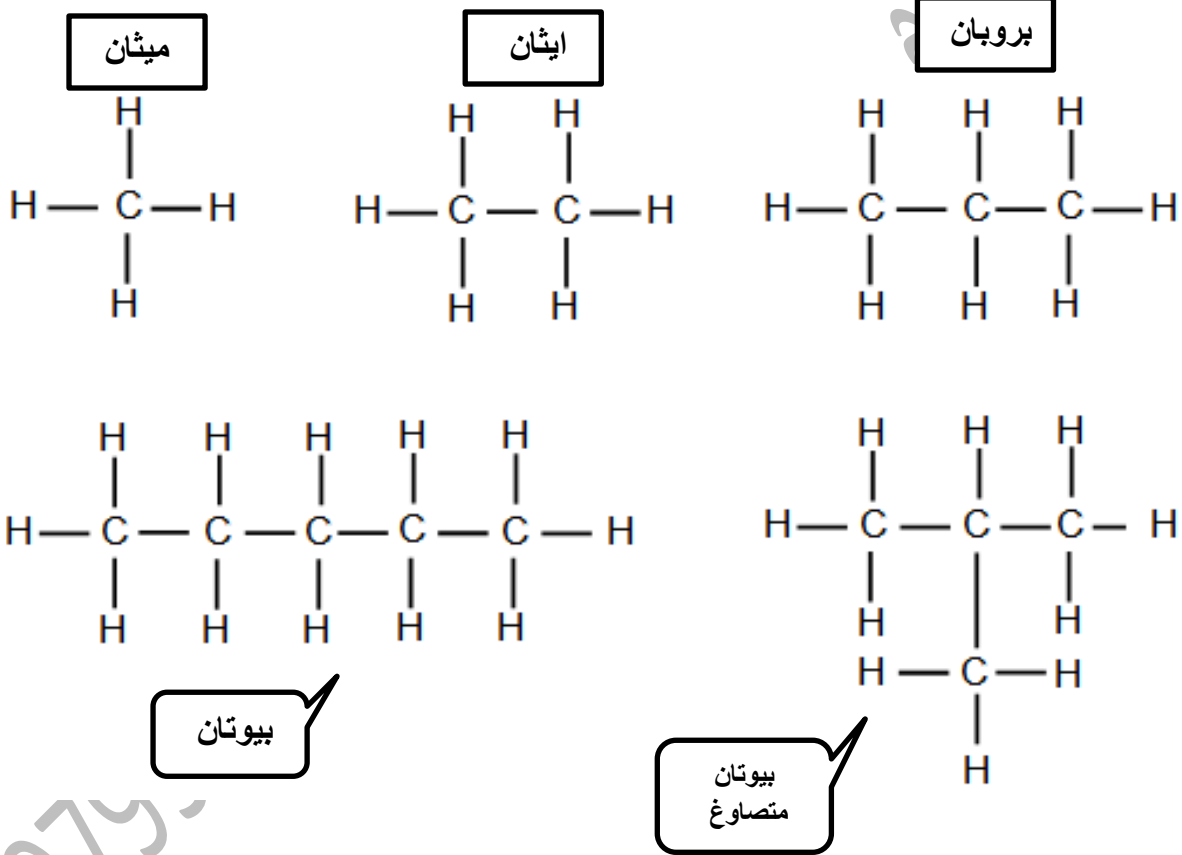 ميثان
ايثان
بروبان
H H H H H H
H — C — H H — C — C — H H — C — C — C — H
H H H H H H
H H H H H H H H
H — C — C — C — C — C — H H — C — C — C — H
H H H H H H H
H — C — H
بيوتان
H
بيوتان
متصاوغ